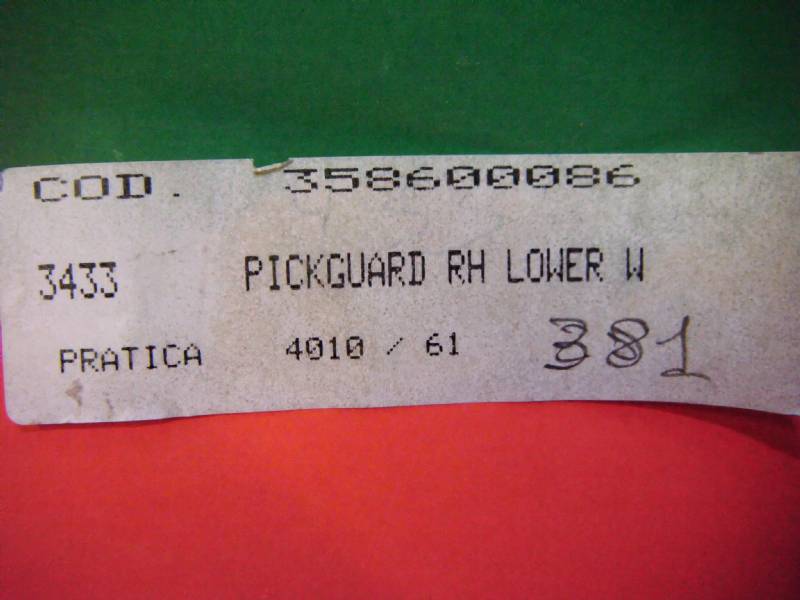 COD. 358600086
3433 PICKGUARD RH LOWER W
PRATICA 4010 / 61 381